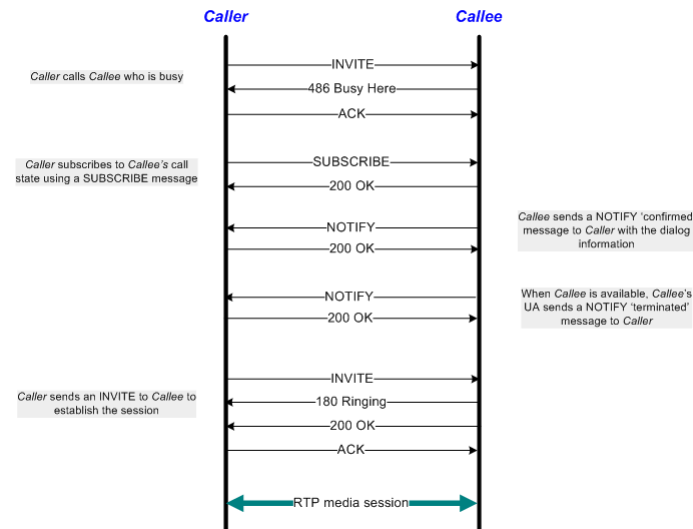 Caller
Callee
INVITE
Caller calls Callee who is busy
486 Busy Here
ACK
SUBSCRIBE
Caller subscribes to Callee's call
state using a SUBSCRIBE message
200 OK
NOTIFY
Callee sends a NOTIFY 'confirmed
message to Caller with the dialog
information
200 OK
NOTIFY
When Callee is available, Callee's
UA sends a NOTIFY 'terminated'
message to Caller
200 OK
INVITE
Caller sends an INVITE to Callee to
establish the session
180 Ringing
200 OK
ACK
RTP media session